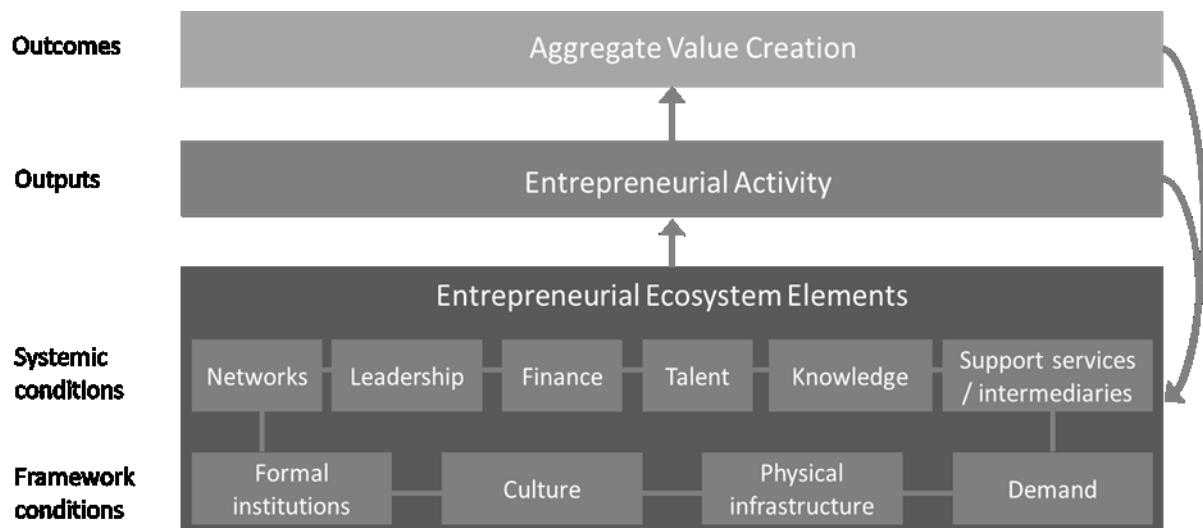 Outcomes
Aggregate Value Creation
Outputs
Entrepreneurial Activity
Entrepreneurial Ecosystem Elements
Systemic
conditions
Networks
Leadership
Finance
Talent
Knowledge
Support services
/ intermediaries
Framework
conditions
Formal
institutions
Culture
Physical
infrastructure
Demand